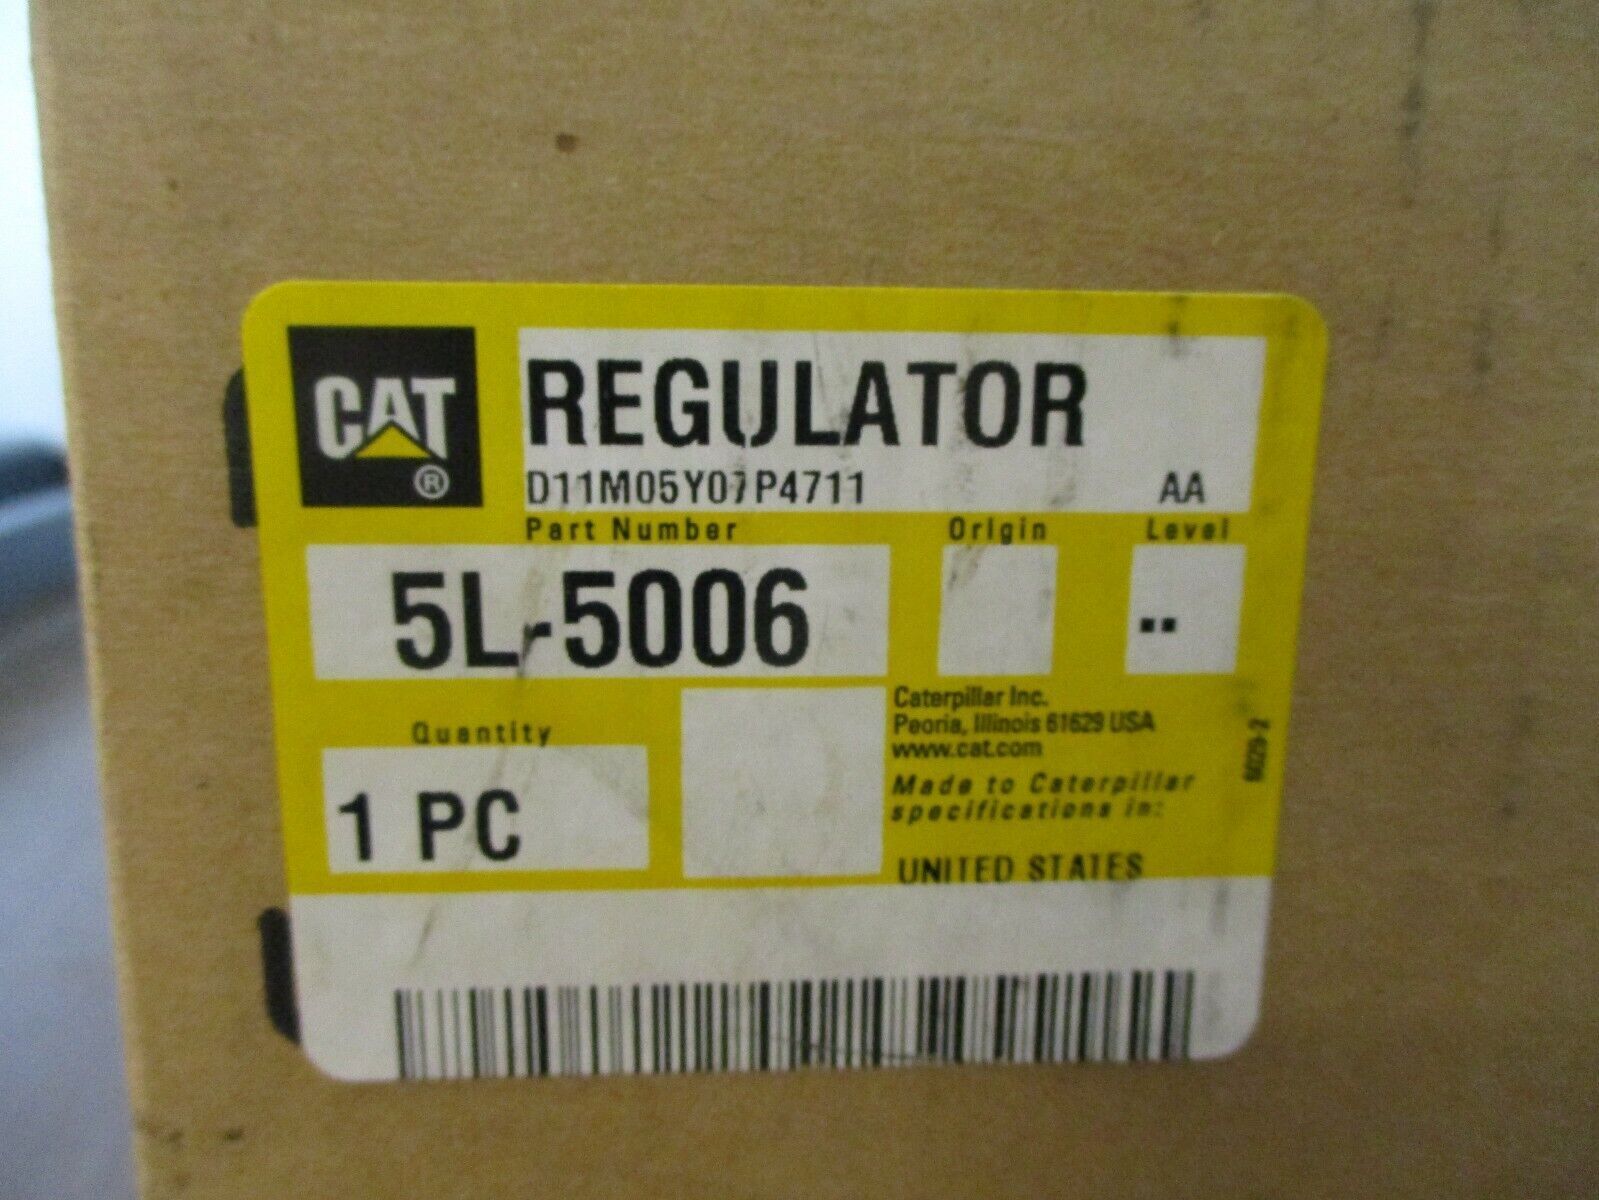 CAT
®
REGULATOR
D11M05Y07P4711 AA
Part Number Origin Level
5L-5006 ..
Quantity
1 PC
Caterpillar Inc.
Peoria, Illinois 61629 USA
www.cat.com
Made to Caterpillar
specifications in:
UNITED STATES